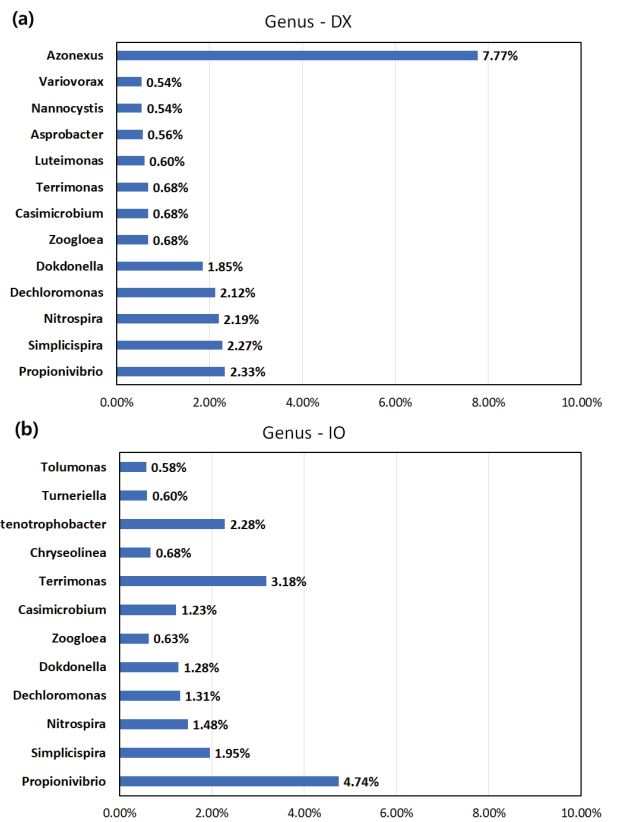 (a)
Genus - DX
Azonexus 7.77%
Variovorax 0.54%
Nannocystis 0.54%
Asprobacter 0.56%
Luteimonas 0.60%
Terrimonas 0.68%
Casimicrobium 0.68%
Zoogloea 0.68%
Dokdonella 1.85%
Dechloromonas 2.12%
Nitrospira 2.19%
Simplicispira 2.27%
Propionivibrio 2.33%
0.00% 2.00% 4.00% 6.00% 8.00% 10.00%
(b)
Genus - IO
Tolumonas 0.58%
Turneriella 0.60%
tenotrophobacter 2.28%
Chryseolinea 0.68%
Terrimonas 3.18%
Casimicrobium 1.23%
Zoogloea 0.63%
Dokdonella 1.28%
Dechloromonas 1.31%
Nitrospira 1.48%
Simplicispira 1.95%
Propionivibrio 4.74%
0.00% 2.00% 4.00% 6.00% 8.00% 10.00%